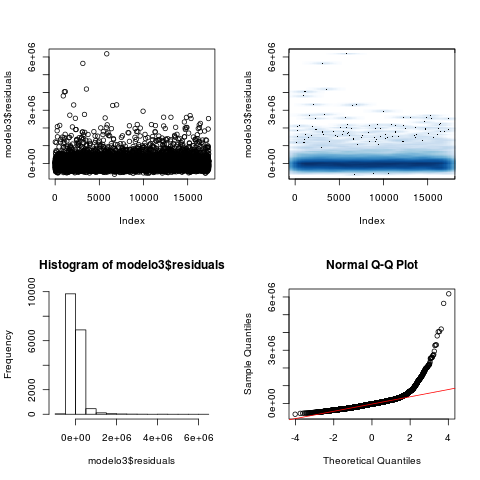 modelo3$residuals
0e+00 3e+06 6e+06
0 5000 10000 15000
Index
modelo3$residuals
0e+00 3e+06 6e+06
0 5000 10000 15000
Index
Histogram of modelo3$residuals
Frequency
0 2000 6000 10000
0e+00 2e+06 4e+06 6e+06
modelo3$residuals
Normal Q-Q Plot
Sample Quantiles
0e+00 3e+06 6e+06
-4 -2 0 2 4
Theoretical Quantiles